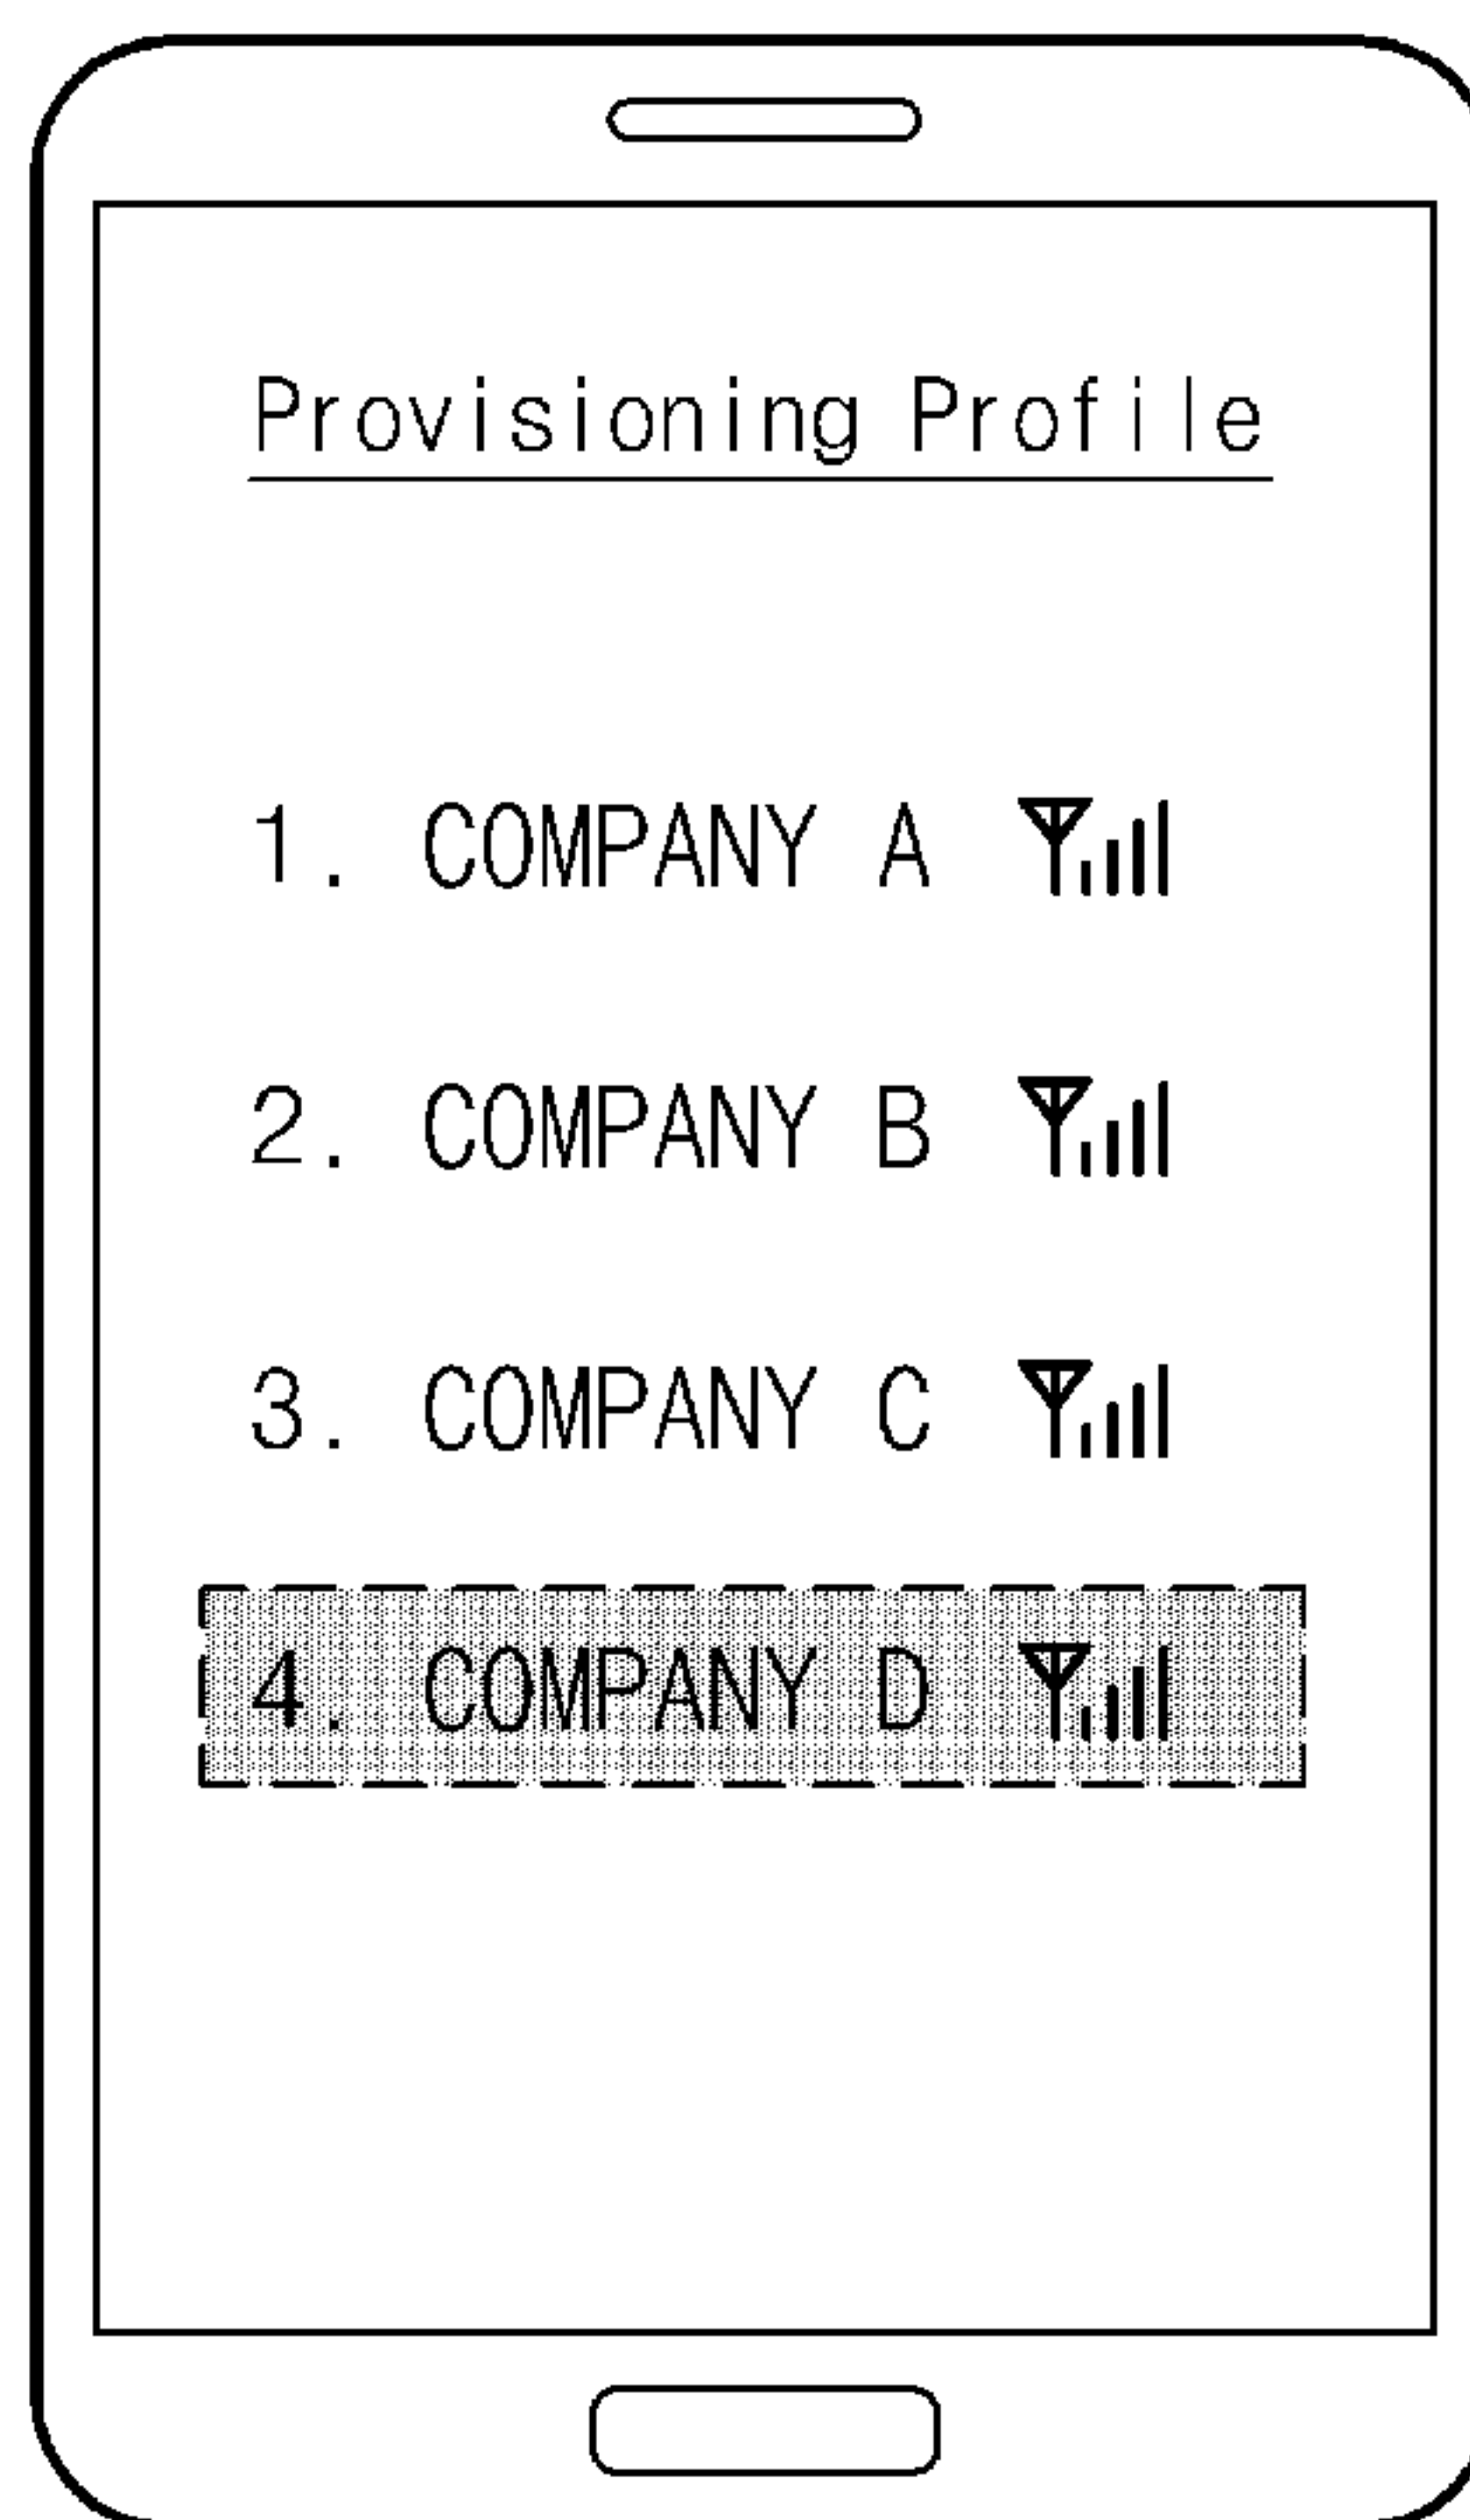 Provisioning Profile
1. COMPANY A
2. COMPANY B
3. COMPANY C
4. COMPANY D